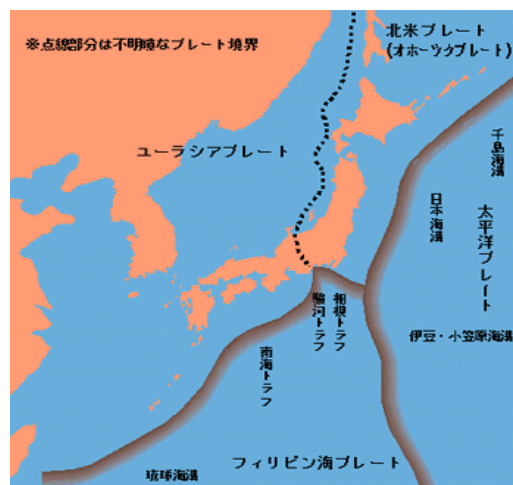 ※点線部分は不明瞭なプレート境界
北米プレート
(オホーツクプレート)
ユーラシアプレート
千島海溝
日本海溝
太平洋プレート
相模トラフ
駿河トラフ
伊豆・小笠原海溝
南海トラフ
フィリピン海プレート
琉球海溝